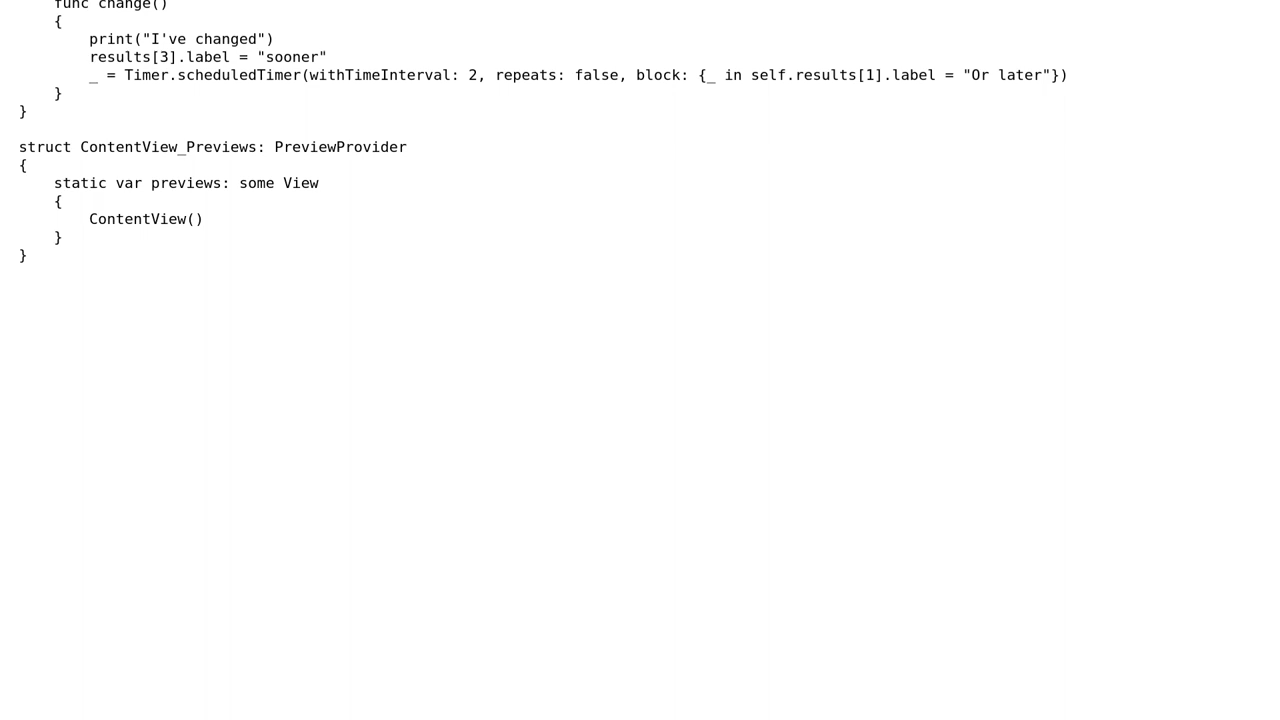 func change()
    {
        print("I've changed")
        results[3].label = "sooner"
        _ = Timer.scheduledTimer(withTimeInterval: 2, repeats: false, block: {_ in self.results[1].label = "Or later"})
    }
}

struct ContentView_Previews: PreviewProvider
{
    static var previews: some View
    {
        ContentView()
    }
}